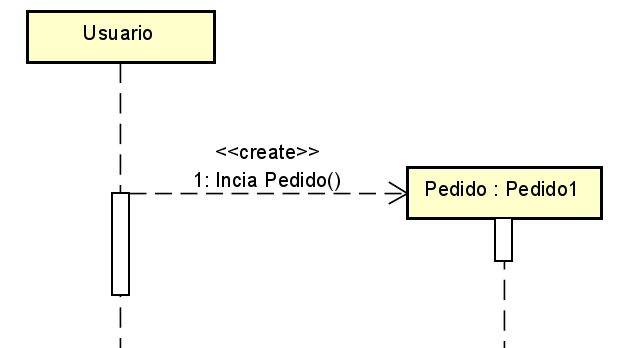 Usuario
<<create>>
1: Incia Pedido()
Pedido : Pedido1